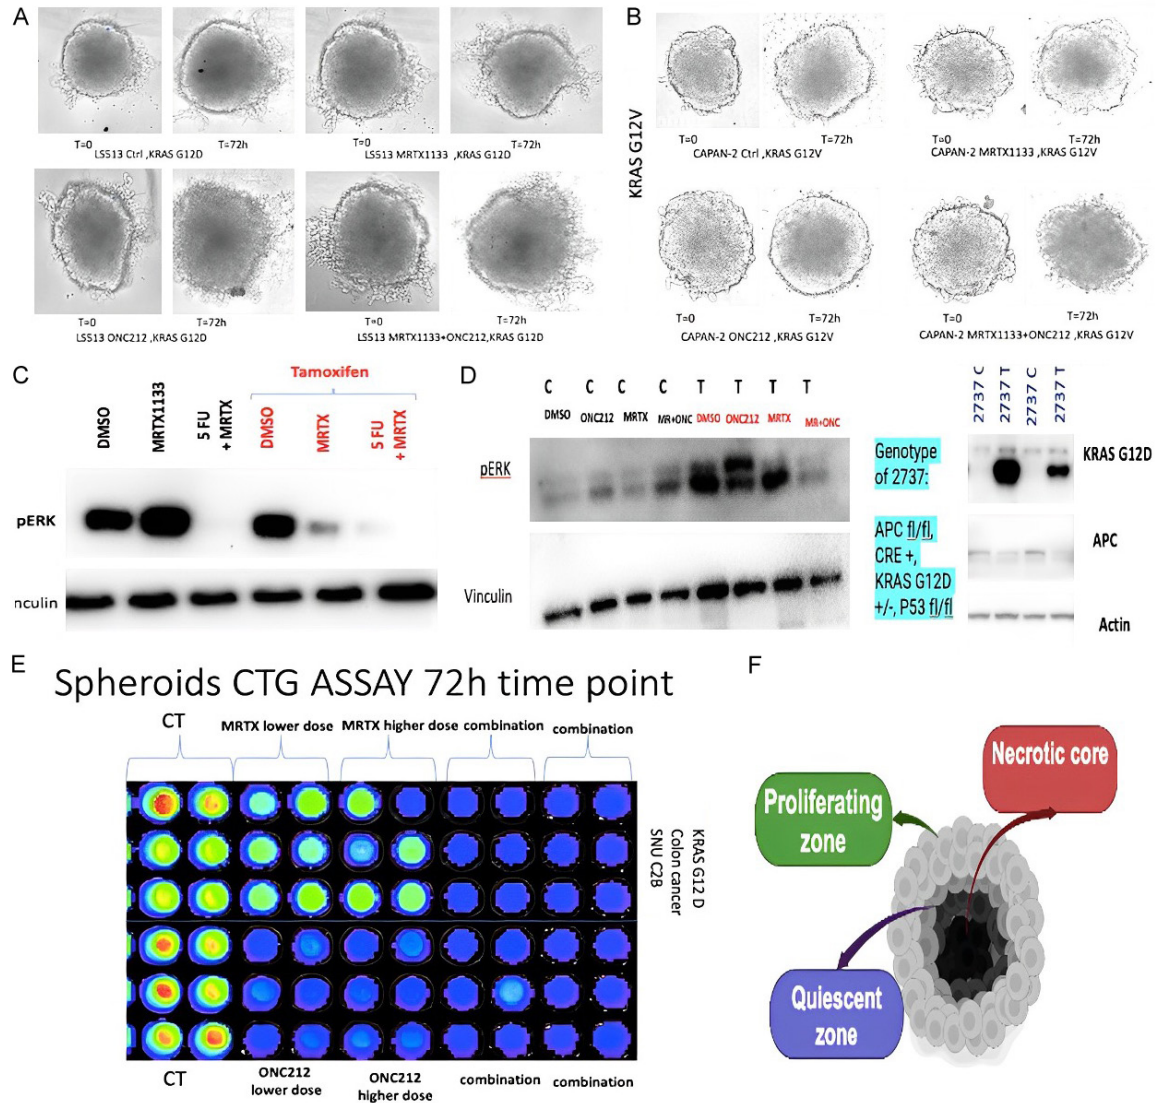 A
T=0
T=72h
LS513 Ctrl ,KRAS G12D
T=0
T=72h
LS513 MRTX1133 ,KRAS G12D
T=0
T=72h
LS513 ONC212 ,KRAS G12D
T=0
T=72h
LS513 MRTX1133+ONC212,KRAS G12D
B
KRAS G12V
T=0
T=72h
CAPAN-2 Ctrl ,KRAS G12V
T=0
T=72h
CAPAN-2 MRTX1133 ,KRAS G12V
T=0
T=72h
CAPAN-2 ONC212 ,KRAS G12V
T=0
T=72h
CAPAN-2 MRTX1133+ONC212 ,KRAS G12V
C
Tamoxifen
DMSO
MRTX1133
5 FU
+ MRTX
DMSO
MRTX
5 FU
+ MRTX
pERK
nculin
D
C C C C T T T T
DMSO ONC212 MRTX MR+ONC DMSO ONC212 MRTX MR+ONC
pERK
Vinculin
Genotype
of 2737:
APC fl/fl,
CRE +,
KRAS G12D
+/-, P53 fl/fl
2737 C
2737 T
2737 C
2737 T
KRAS G12D
APC
Actin
E
Spheroids CTG ASSAY 72h time point
CT
MRTX lower dose
MRTX higher dose
combination
combination
KRAS G12 D
Colon cancer
SNU C2B
CT
ONC212
lower dose
ONC212
higher dose
combination
combination
F
Necrotic core
Proliferating
zone
Quiescent
zone